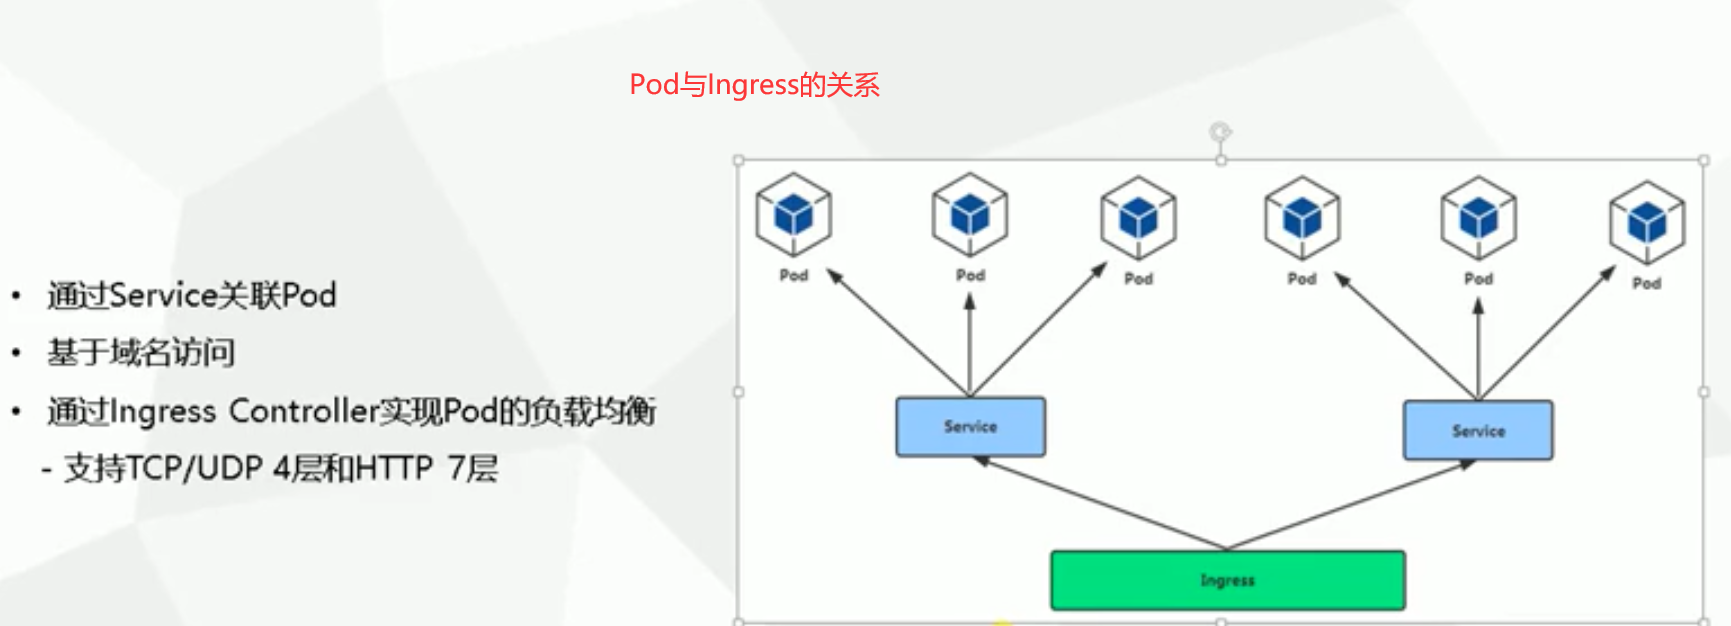 Pod与Ingress的关系
• 通过Service关联Pod
• 基于域名访问
• 通过Ingress Controller实现Pod的负载均衡
- 支持TCP/UDP 4层和HTTP 7层
Pod
Pod
Pod
Pod
Pod
Pod
Service
Service
Ingress